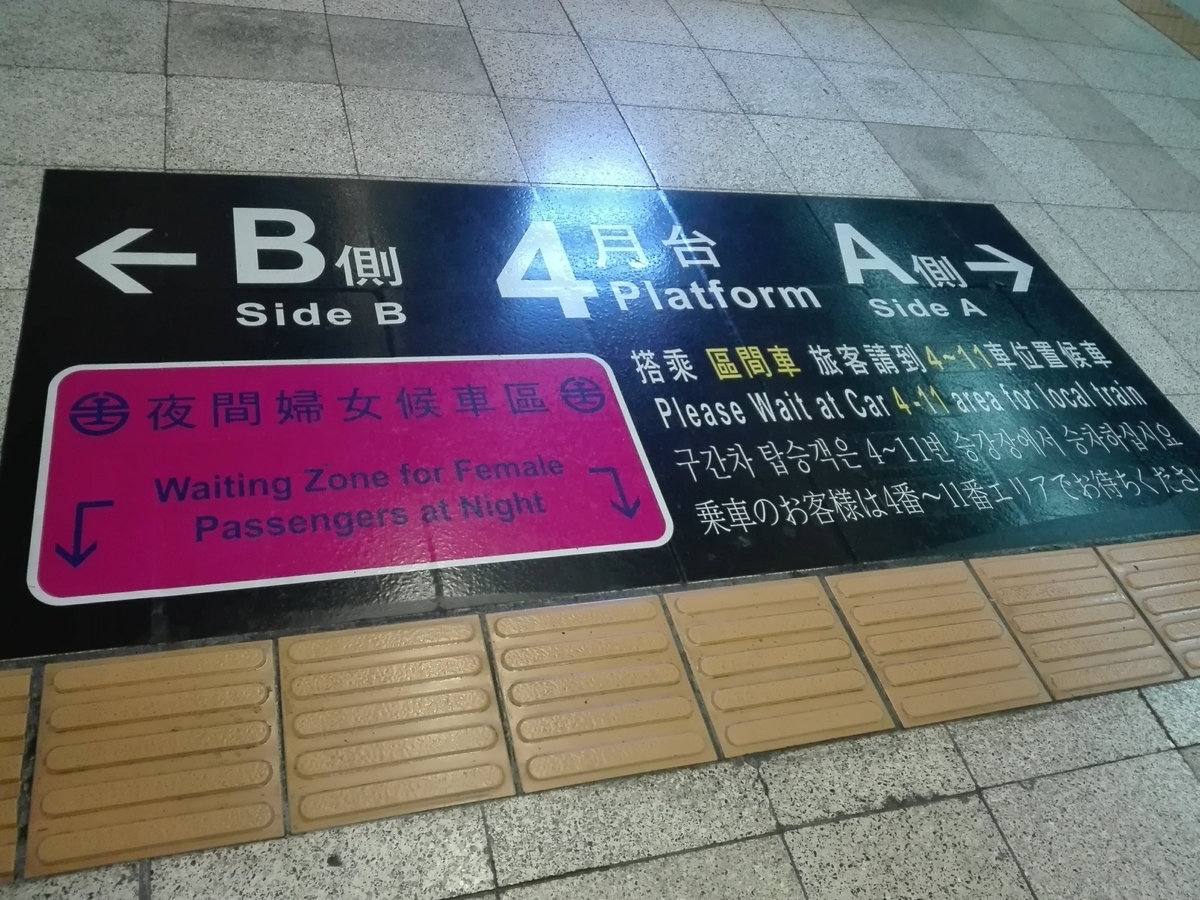 ← B側 4月台 A側 →
Side B Platform Side A
夜間婦女候車區
Waiting Zone for Female
Passengers at Night
搭乘 區間車 旅客請到4~11車位置候車
Please Wait at Car 4-11 area for local train
구간차 탑승객은 4~11번 승강장에서 승차하십시요
乗車のお客様は4番～11番エリアでお待ちくださ